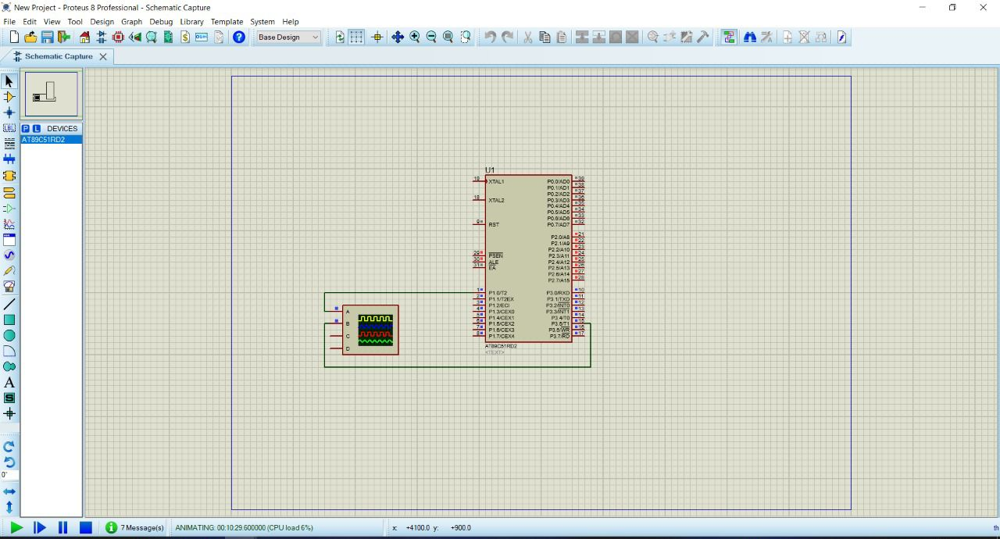 New Project - Proteus 8 Professional - Schematic Capture
File Edit View Tool Design Graph Debug Library Template System Help
Base Design
Schematic Capture
P L DEVICES
AT89C51RD2
LBL
A
S
0°
U1
19 XTAL1
18 XTAL2
9 RST
29 PSEN
30 ALE
31 EA
1 P1.0/T2
2 P1.1/T2EX
3 P1.2/ECI
4 P1.3/CEX0
5 P1.4/CEX1
6 P1.5/CEX2
7 P1.6/CEX3
8 P1.7/CEX4
P0.0/AD0 39
P0.1/AD1 38
P0.2/AD2 37
P0.3/AD3 36
P0.4/AD4 35
P0.5/AD5 34
P0.6/AD6 33
P0.7/AD7 32
P2.0/A8 21
P2.1/A9 22
P2.2/A10 23
P2.3/A11 24
P2.4/A12 25
P2.5/A13 26
P2.6/A14 27
P2.7/A15 28
P3.0/RXD 10
P3.1/TXD 11
P3.2/INT0 12
P3.3/INT1 13
P3.4/T0 14
P3.5/T1 15
P3.6/WR 16
P3.7/RD 17
AT89C51RD2
<TEXT>
A
B
C
D
7 Message(s)
ANIMATING: 00:10:29.600000 (CPU load 6%)
x: +4100.0 y: +900.0
th